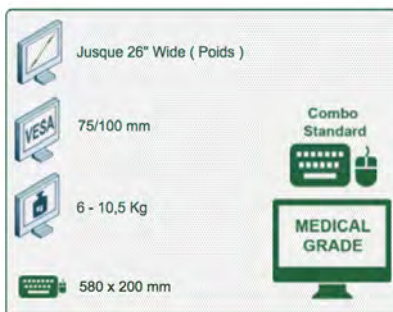 Jusque 26" Wide ( Poids )
VESA
75/100 mm
KG
6 - 10,5 Kg
580 x 200 mm
Combo
Standard
MEDICAL
GRADE